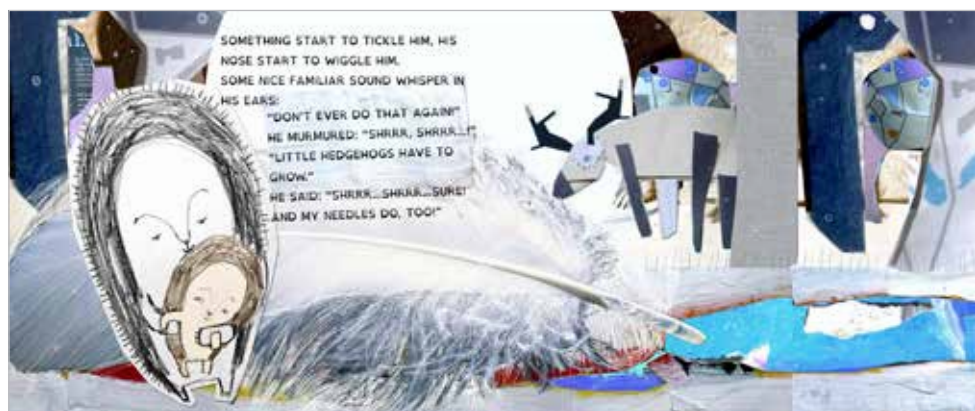 SOMETHING START TO TICKLE HIM, HIS
NOSE START TO WIGGLE HIM.
SOME NICE FAMILIAR SOUND WHISPER IN
HIS EARS:
"DON'T EVER DO THAT AGAIN!"
HE MURMURED: "SHRRR, SHRRR...!",
"LITTLE HEDGEHOGS HAVE TO
GROW."
HE SAID: "SHRRR...SHRRR...SURE!
AND MY NEEDLES DO, TOO!"